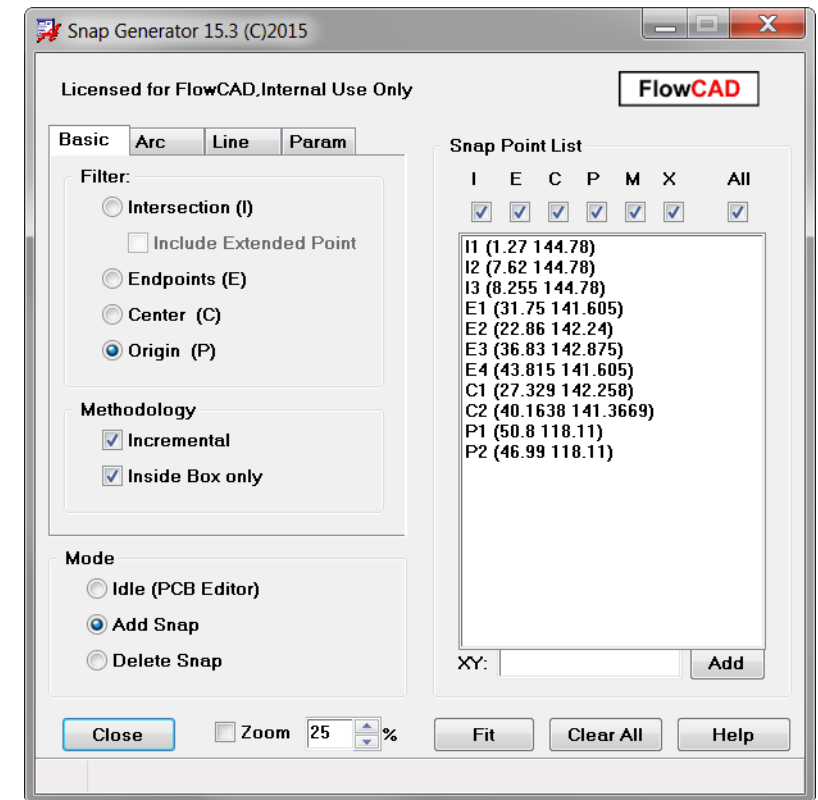 Snap Generator 15.3 (C)2015
Licensed for FlowCAD,Internal Use Only
FlowCAD
Basic Arc Line Param
Filter:
Intersection (I)
Include Extended Point
Endpoints (E)
Center (C)
Origin (P)
Methodology
Incremental
Inside Box only
Mode
Idle (PCB Editor)
Add Snap
Delete Snap
Snap Point List
I E C P M X All
I1 (1.27 144.78)
I2 (7.62 144.78)
I3 (8.255 144.78)
E1 (31.75 141.605)
E2 (22.86 142.24)
E3 (36.83 142.875)
E4 (43.815 141.605)
C1 (27.329 142.258)
C2 (40.1638 141.3669)
P1 (50.8 118.11)
P2 (46.99 118.11)
XY: Add
Close Zoom 25 % Fit Clear All Help